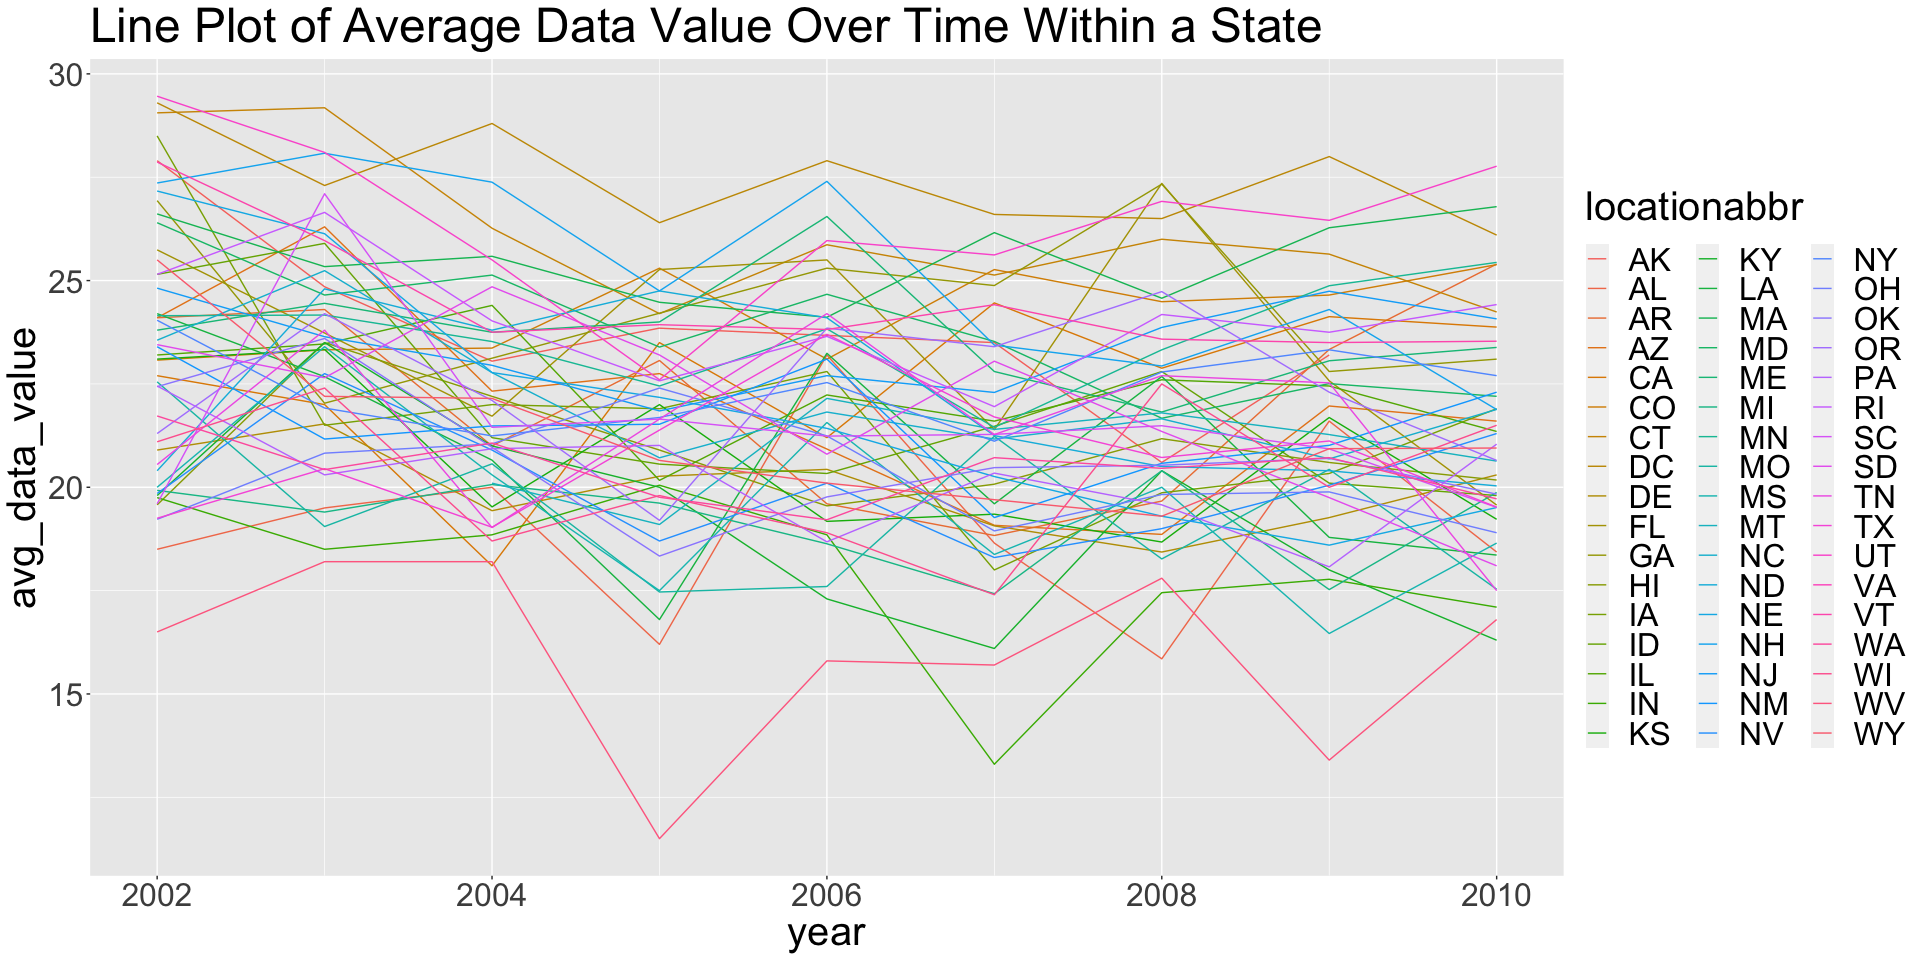 Line Plot of Average Data Value Over Time Within a State
30
25
20
15
avg_data_value
2002 2004 2006 2008 2010
year
locationabbr
AK KY NY
AL LA OH
AR MA OK
AZ MD OR
CA ME PA
CO MI RI
CT MN SC
DC MO SD
DE MS TN
FL MT TX
GA NC UT
HI ND VA
IA NE VT
ID NH WA
IL NJ WI
IN NM WV
KS NV WY